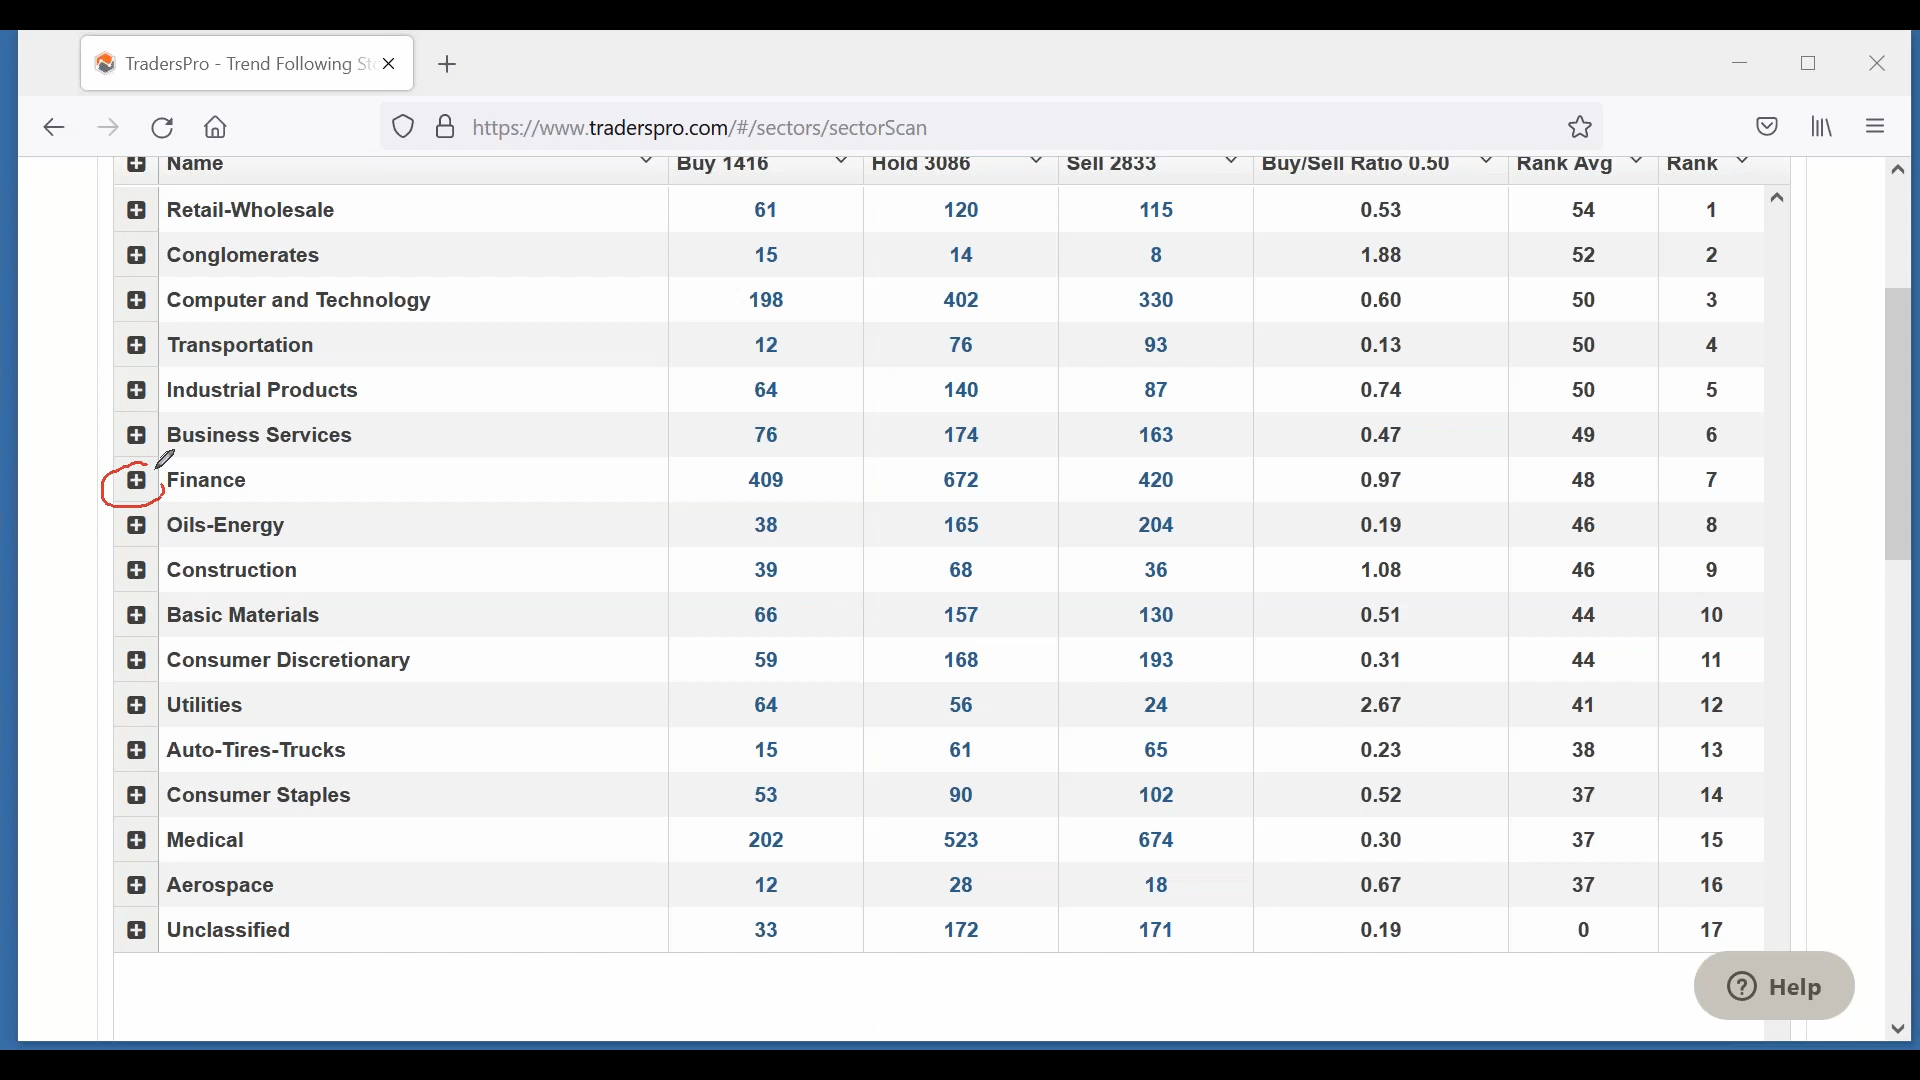 TradersPro - Trend Following Sto
https://www.traderspro.com/#/sectors/sectorScan
Name Buy 1416 Hold 3086 Sell 2833 Buy/Sell Ratio 0.50 Rank Avg Rank
Retail-Wholesale 61 120 115 0.53 54 1
Conglomerates 15 14 8 1.88 52 2
Computer and Technology 198 402 330 0.60 50 3
Transportation 12 76 93 0.13 50 4
Industrial Products 64 140 87 0.74 50 5
Business Services 76 174 163 0.47 49 6
Finance 409 672 420 0.97 48 7
Oils-Energy 38 165 204 0.19 46 8
Construction 39 68 36 1.08 46 9
Basic Materials 66 157 130 0.51 44 10
Consumer Discretionary 59 168 193 0.31 44 11
Utilities 64 56 24 2.67 41 12
Auto-Tires-Trucks 15 61 65 0.23 38 13
Consumer Staples 53 90 102 0.52 37 14
Medical 202 523 674 0.30 37 15
Aerospace 12 28 18 0.67 37 16
Unclassified 33 172 171 0.19 0 17
Help